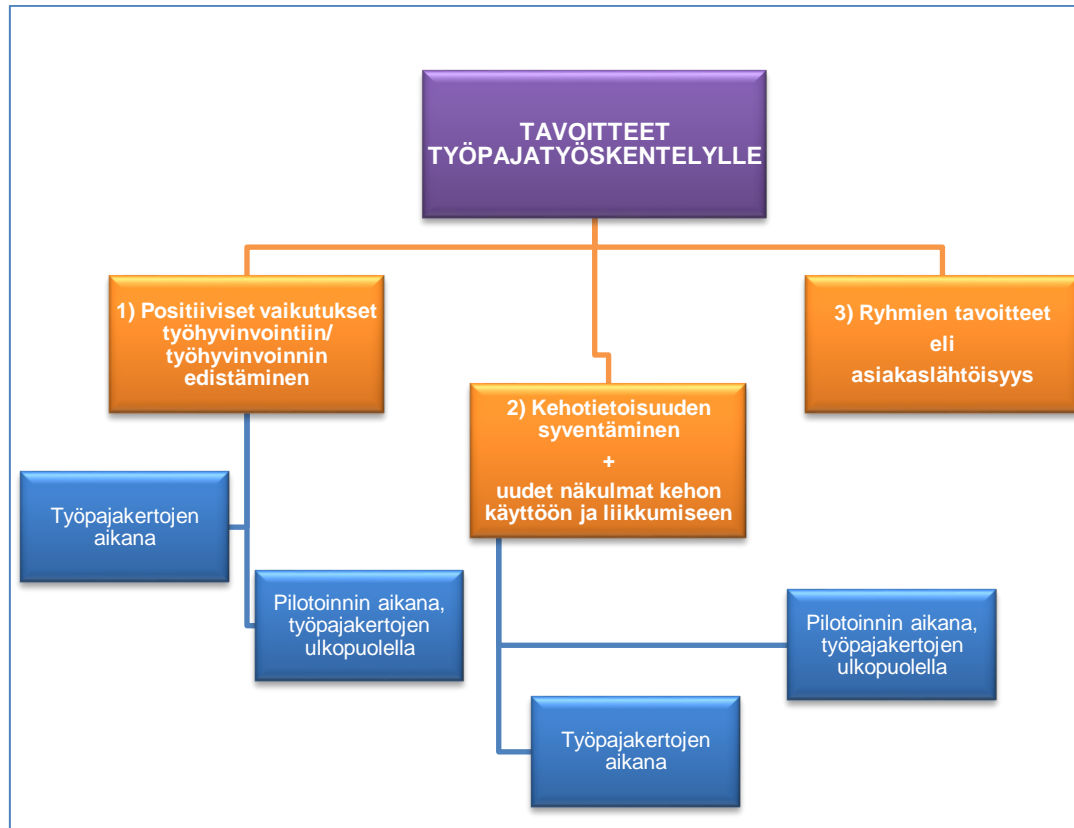 TAVOITTEET
TYÖPAJATYÖSKENTELYLLE
1) Positiiviset vaikutukset
työhyvinvointiin/
työhyvinvoinnin
edistäminen
2) Kehotietoisuuden
syventäminen
+
uudet näkulmat kehon
käyttöön ja liikkumiseen
3) Ryhmien tavoitteet
eli
asiakaslähtöisyys
Työpajakertojen
aikana
Pilotoinnin aikana,
työpajakertojen
ulkopuolella
Pilotoinnin aikana,
työpajakertojen
ulkopuolella
Työpajakertojen
aikana